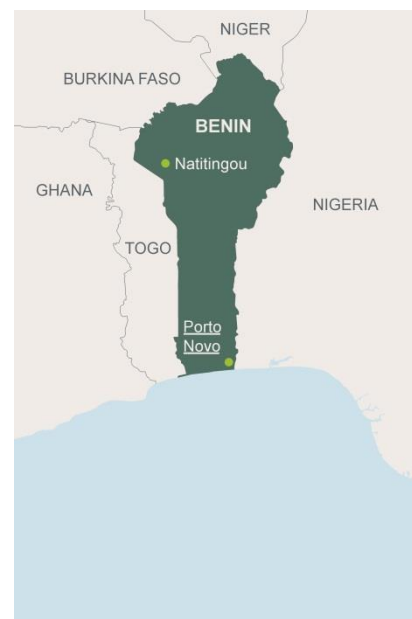 NIGER
BURKINA FASO
BENIN
Natitingou
GHANA
NIGERIA
TOGO
Porto
Novo